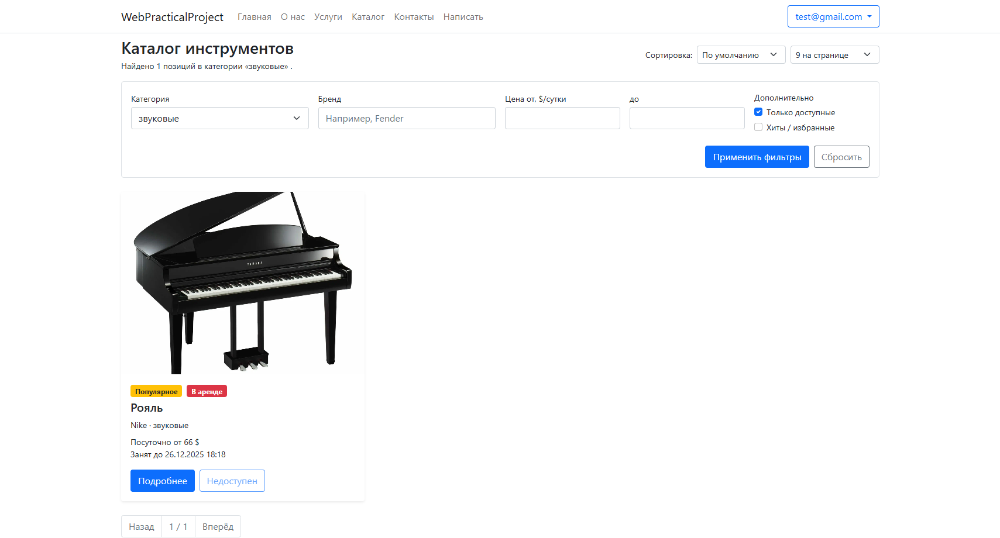 WebPracticalProject Главная О нас Услуги Каталог Контакты Написать test@gmail.com
Каталог инструментов
Найдено 1 позиций в категории «звуковые» .
Сортировка: По умолчанию 9 на странице
Категория
звуковые
Бренд
Например, Fender
Цена от, $/сутки
до
Дополнительно
Только доступные
Хиты / избранные
Применить фильтры Сбросить
YAMAHA
Популярное В аренде
Рояль
Nike · звуковые
Посуточно от 66 $
Занят до 26.12.2025 18:18
Подробнее Недоступен
Назад 1 / 1 Вперёд